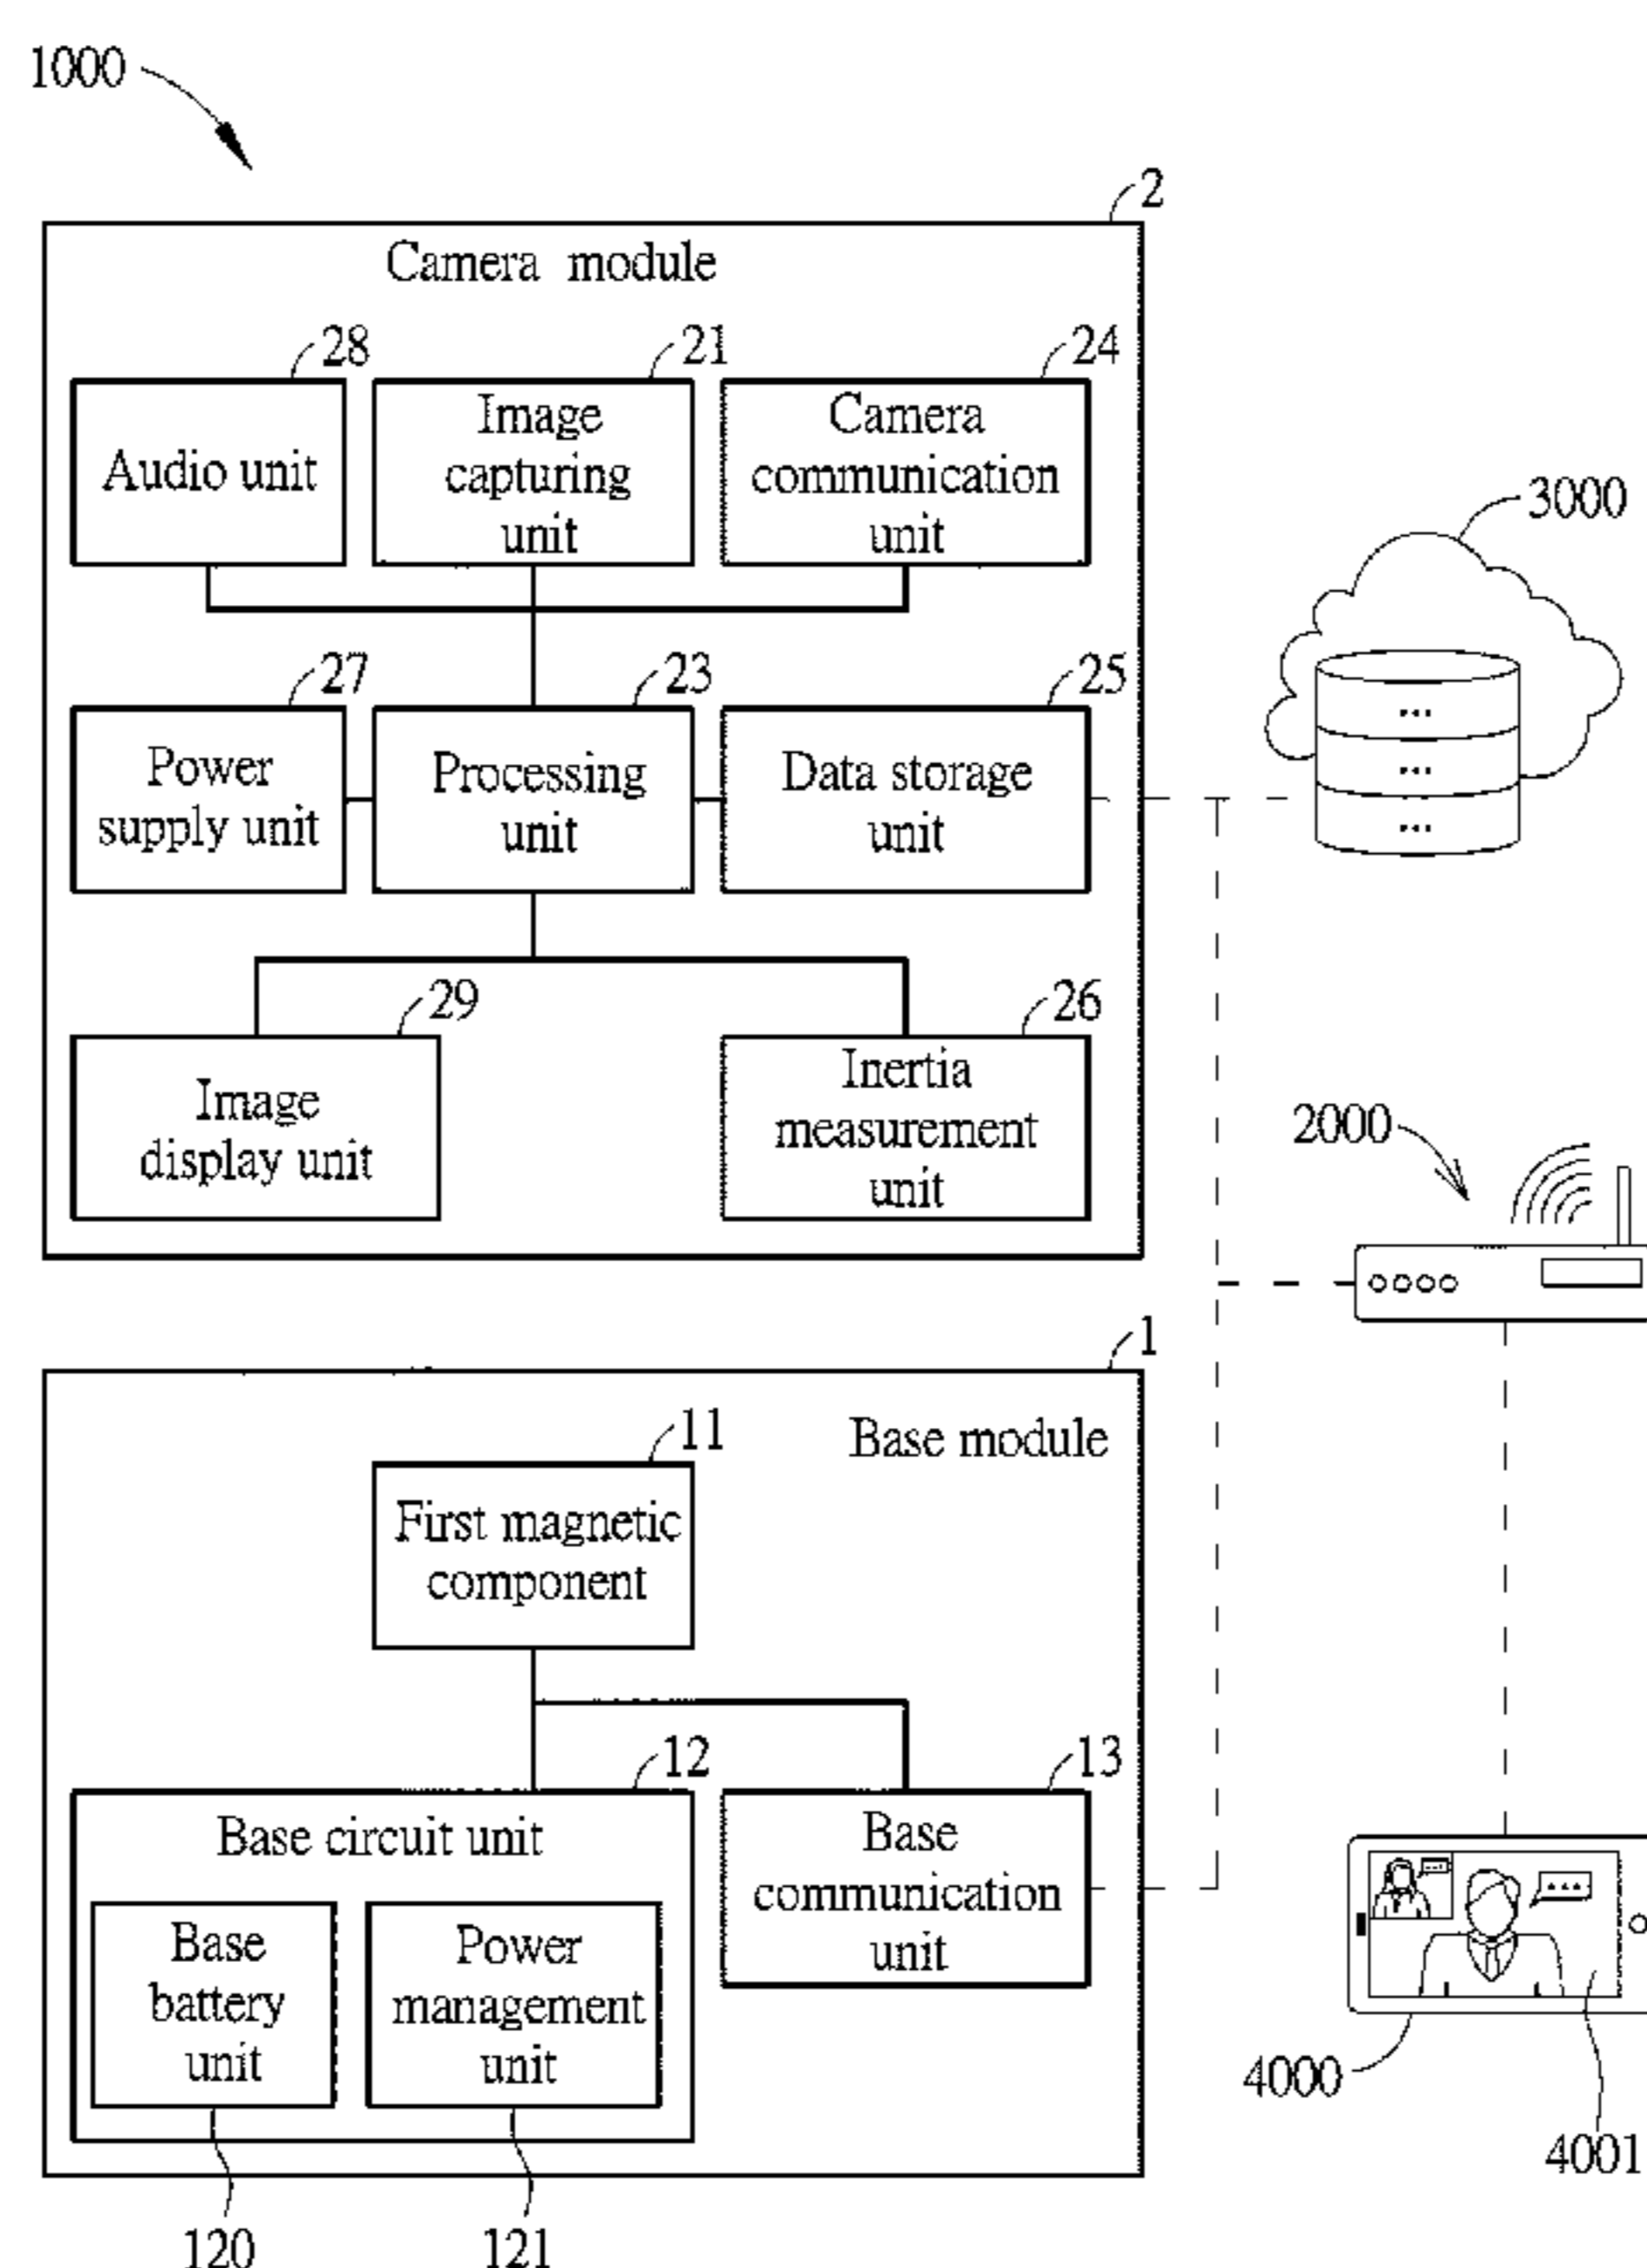 1000
2
Camera module
28
21
24
Audio unit
Image
capturing
unit
Camera
communication
unit
3000
27
23
25
Power
supply unit
Processing
unit
Data storage
unit
29
26
Image
display unit
Inertia
measurement
unit
2000
1
Base module
11
First magnetic
component
12
13
Base circuit unit
Base
communication
unit
Base
battery
unit
Power
management
unit
4000
4001
120
121